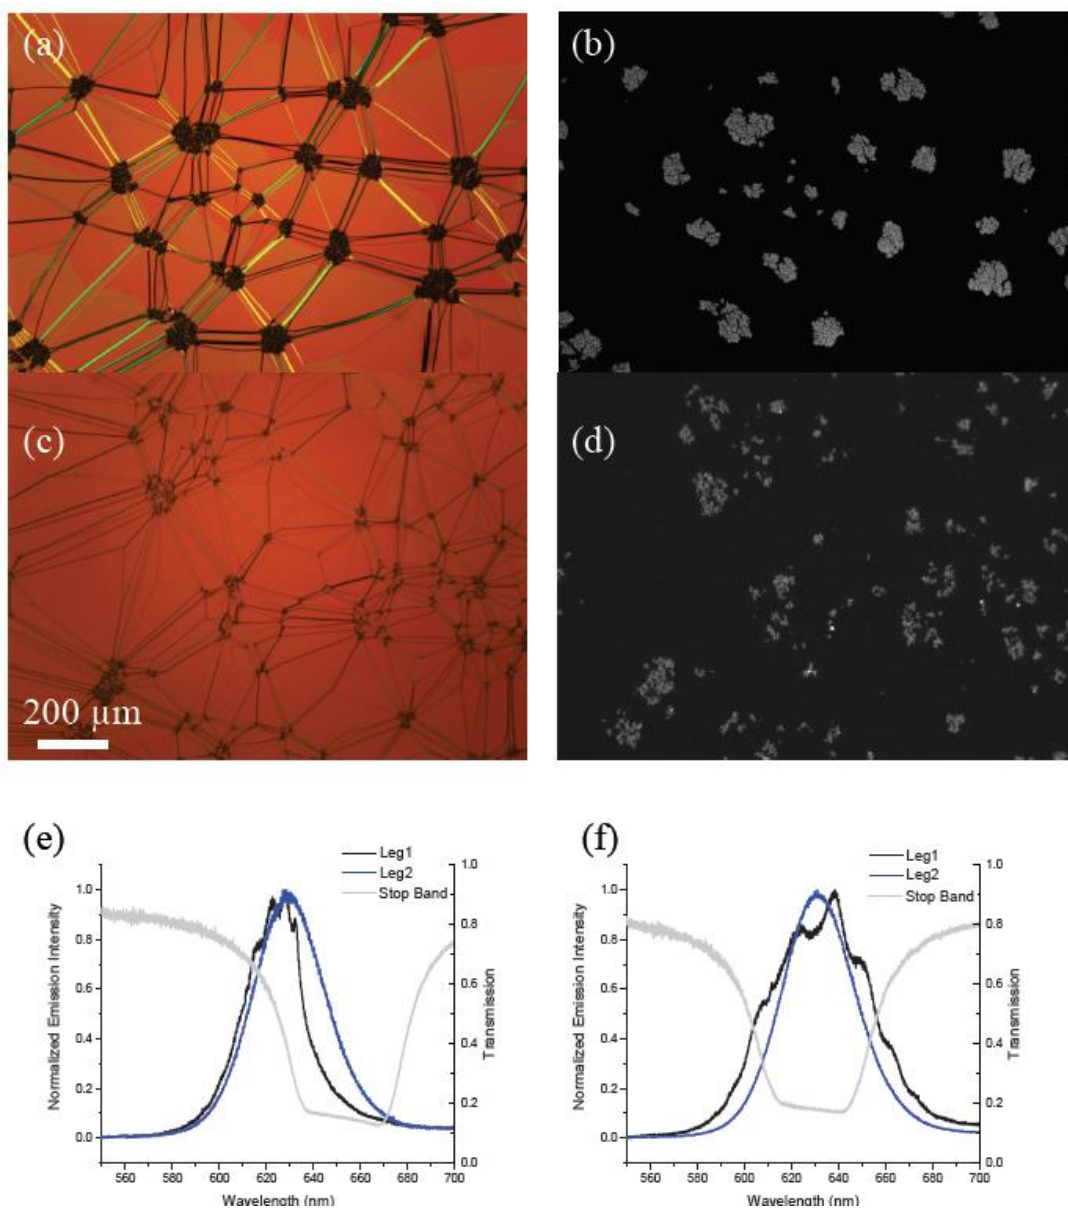 (a)
(b)
(c)
(d)
200 µm
(e)
(f)
Leg1
Leg2
Stop Band
Leg1
Leg2
Stop Band
1.0
0.8
0.6
0.4
0.2
0.0
Normalized Emission Intensity
1.0
0.8
0.6
0.4
0.2
0.0
Transmission
560 580 600 620 640 660 680 700
Wavelength (nm)
1.0
0.8
0.6
0.4
0.2
0.0
Normalized Emission Intensity
1.0
0.8
0.6
0.4
0.2
0.0
Transmission
560 580 600 620 640 660 680 700
Wavelength (nm)